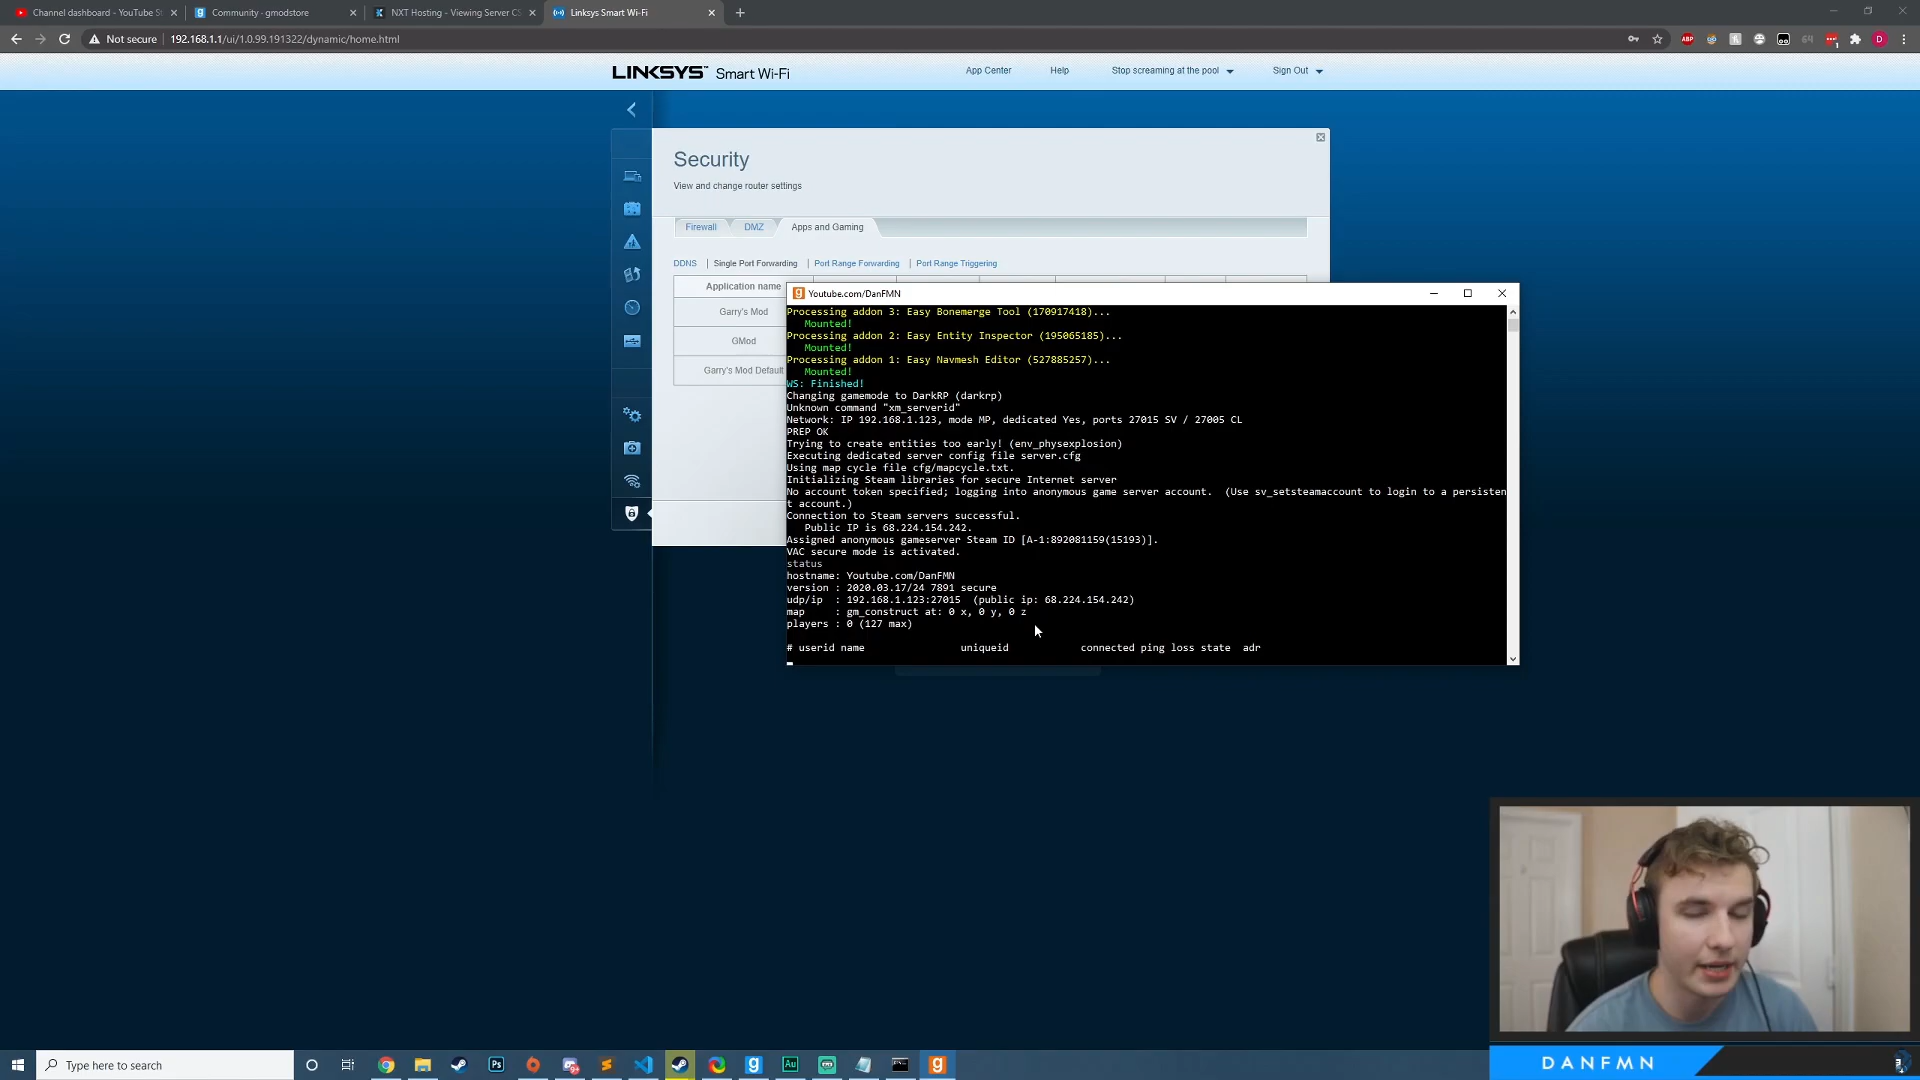 Channel dashboard - YouTube St
Community - gmodstore
NXT Hosting - Viewing Server CS
Linksys Smart Wi-Fi
Not secure
192.168.1.1/ui/1.0.99.191322/dynamic/home.html
ABP
64
1
D
LINKSYS™ Smart Wi-Fi
App Center
Help
Stop screaming at the pool
Sign Out
Security
View and change router settings
Firewall
DMZ
Apps and Gaming
DDNS
Single Port Forwarding
Port Range Forwarding
Port Range Triggering
Application name
Garry's Mod
GMod
Garry's Mod Default
Youtube.com/DanFMN
Processing addon 3: Easy Bonemerge Tool (170917418)...
Mounted!
Processing addon 2: Easy Entity Inspector (195065185)...
Mounted!
Processing addon 1: Easy Navmesh Editor (527885257)...
Mounted!
WS: Finished!
Changing gamemode to DarkRP (darkrp)
Unknown command "xm_serverid"
Network: IP 192.168.1.123, mode MP, dedicated Yes, ports 27015 SV / 27005 CL
PREP OK
Trying to create entities too early! (env_physexplosion)
Executing dedicated server config file server.cfg
Using map cycle file cfg/mapcycle.txt.
Initializing Steam libraries for secure Internet server
No account token specified; logging into anonymous game server account.  (Use sv_setsteamaccount to login to a persisten
t account.)
Connection to Steam servers successful.
Public IP is 68.224.154.242.
Assigned anonymous gameserver Steam ID [A-1:892081159(15193)].
VAC secure mode is activated.
status
hostname: Youtube.com/DanFMN
version : 2020.03.17/24 7891 secure
udp/ip  : 192.168.1.123:27015  (public ip: 68.224.154.242)
map     : gm_construct at: 0 x, 0 y, 0 z
players : 0 (127 max)
# userid name                uniqueid            connected ping loss state  adr
Type here to search
Ps
Au
DANFMN